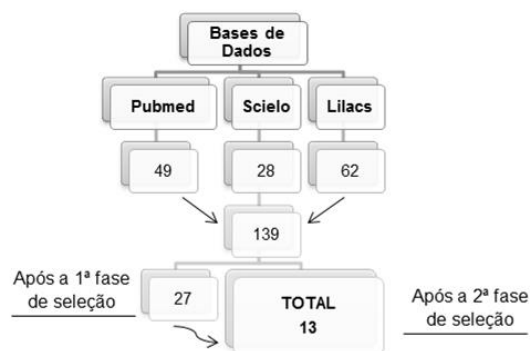 Bases de
Dados
Pubmed
Scielo
Lilacs
49
28
62
139
Após a 1ª fase
de seleção
27
TOTAL
13
Após a 2ª fase
de seleção